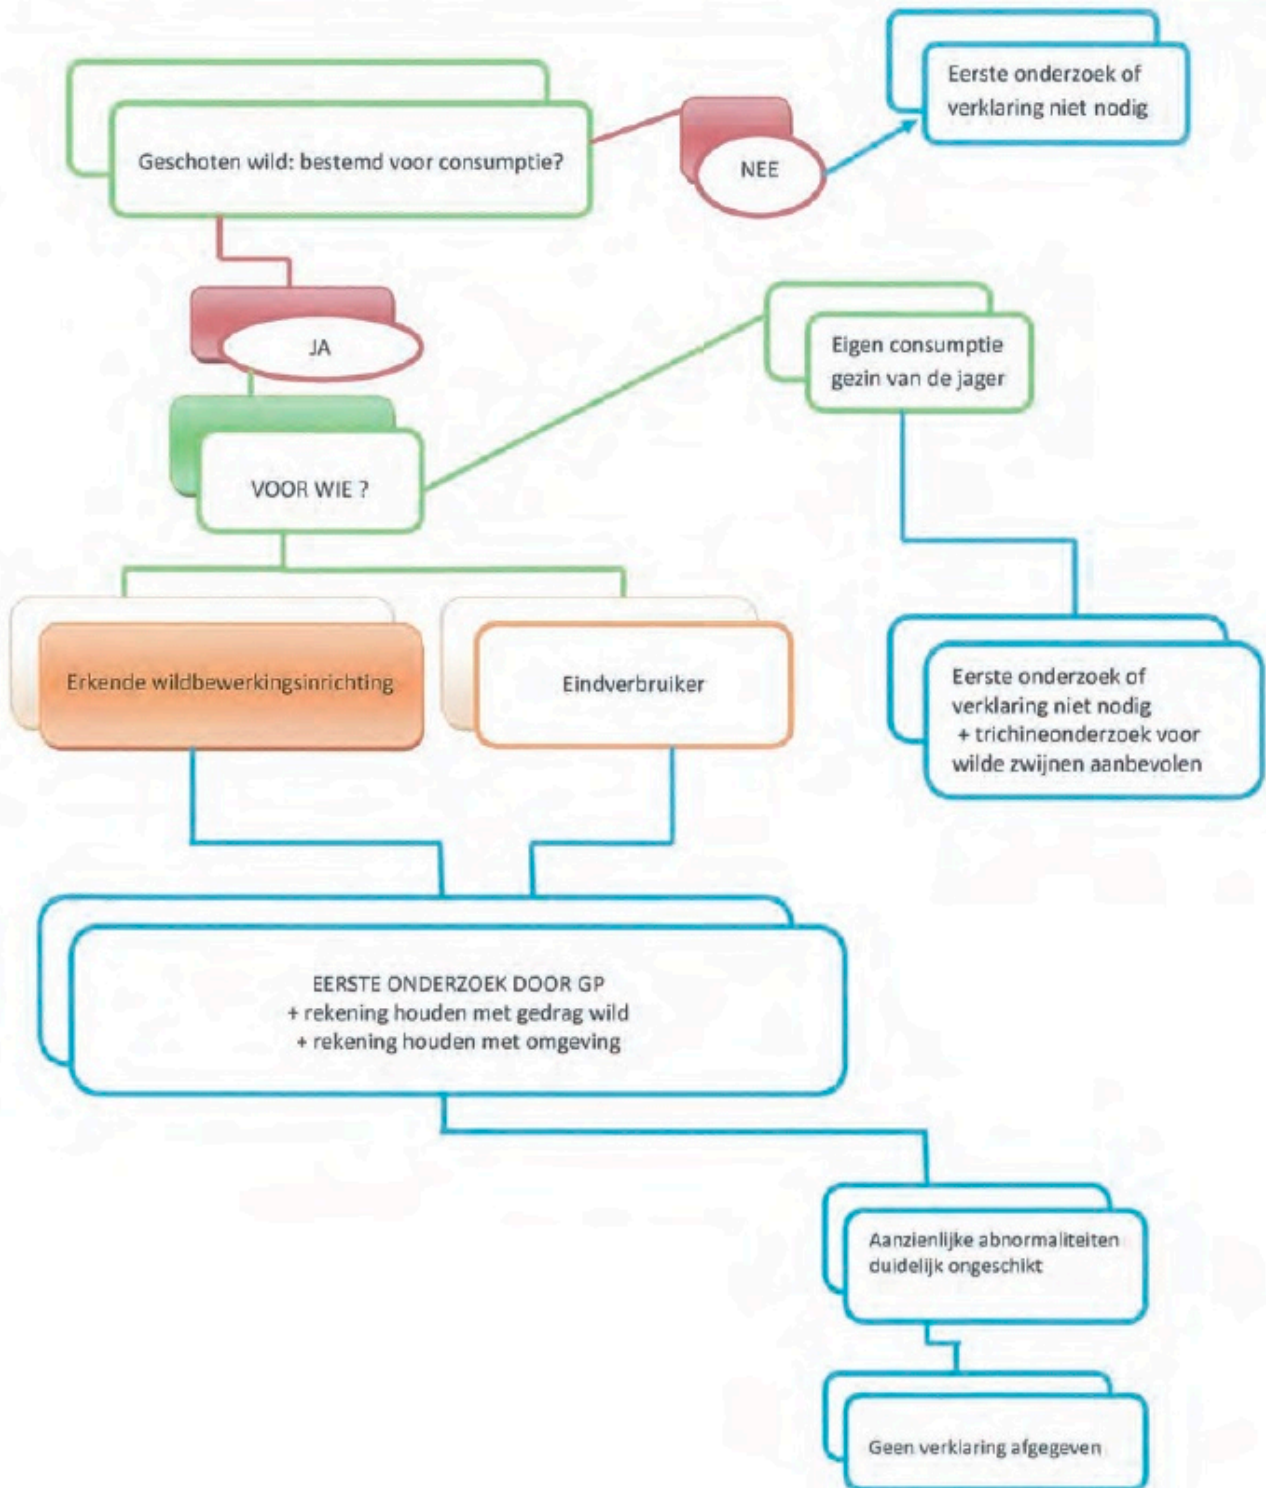 Eerste onderzoek of
verklaring niet nodig
Geschoten wild: bestemd voor consumptie?
NEE
JA
Eigen consumptie
gezin van de jager
VOOR WIE ?
Erkende wildbewerkingsinrichting
Eindverbruiker
Eerste onderzoek of
verklaring niet nodig
+ trichineonderzoek voor
wilde zwijnen aanbevolen
EERSTE ONDERZOEK DOOR GP
+ rekening houden met gedrag wild
+ rekening houden met omgeving
Aanzienlijke abnormaliteiten
duidelijk ongeschikt
Geen verklaring afgegeven